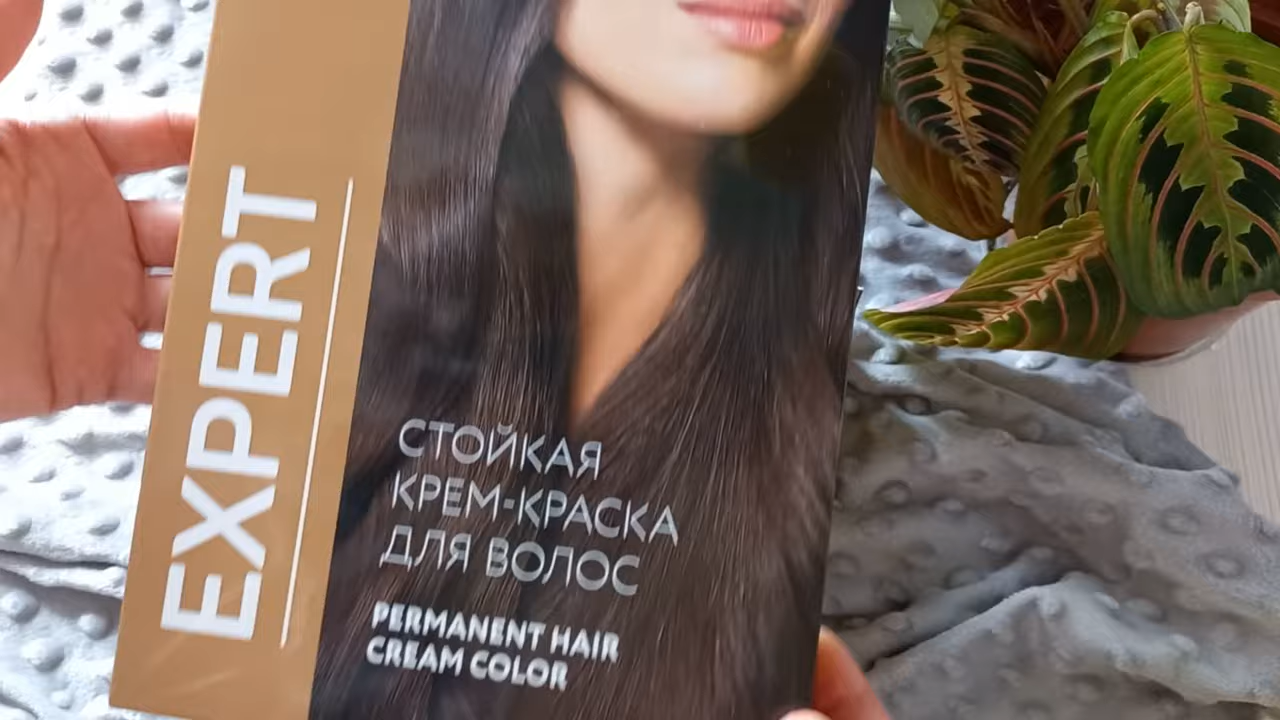 EXPERT
СТОЙКАЯ
КРЕМ-КРАСКА
ДЛЯ ВОЛОС
PERMANENT HAIR
CREAM COLOR